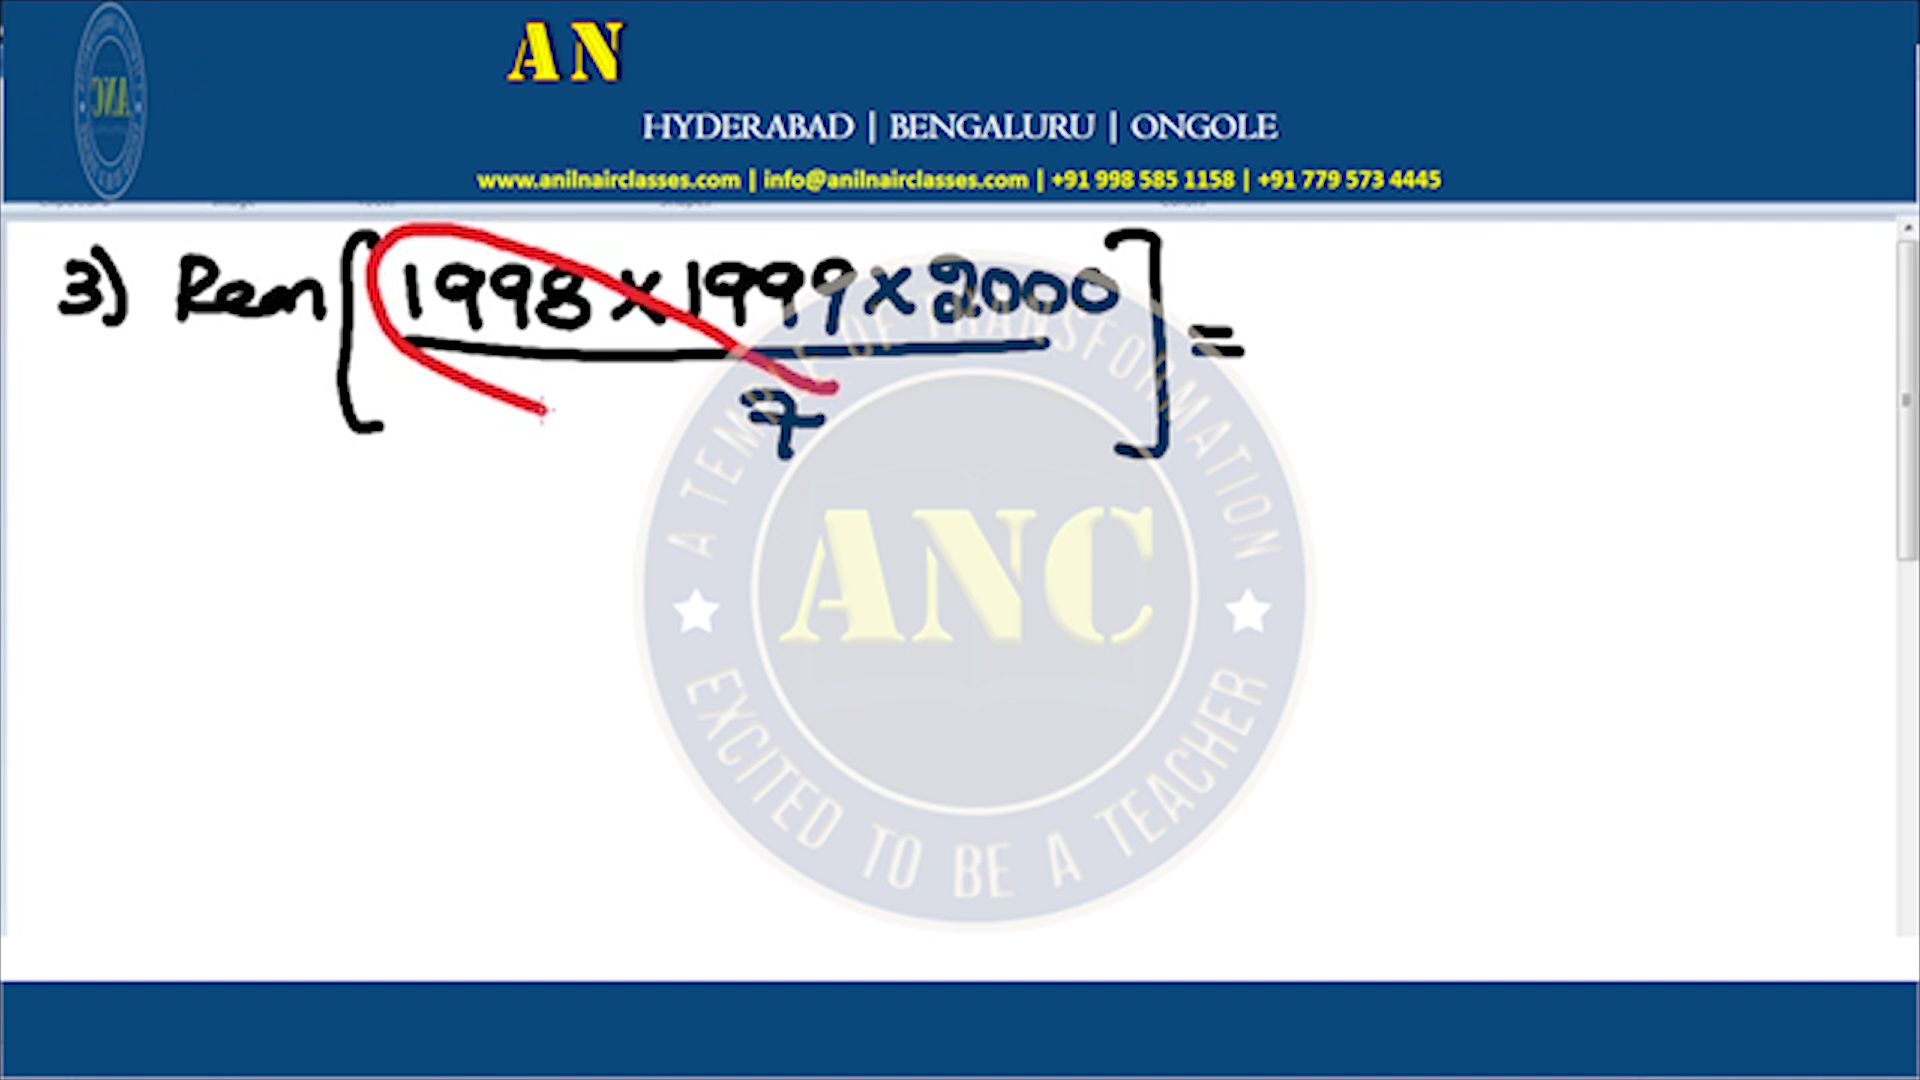 AN
HYDERABAD | BENGALURU | ONGOLE
www.anilnairclasses.com | info@anilnairclasses.com | +91 998 585 1158 | +91 779 573 4445
3) Rem [ 1998 x 1999 x 2000 ] =
7
A TEMPLE OF TRANSFORMATION
ANC
EXCITED TO BE A TEACHER